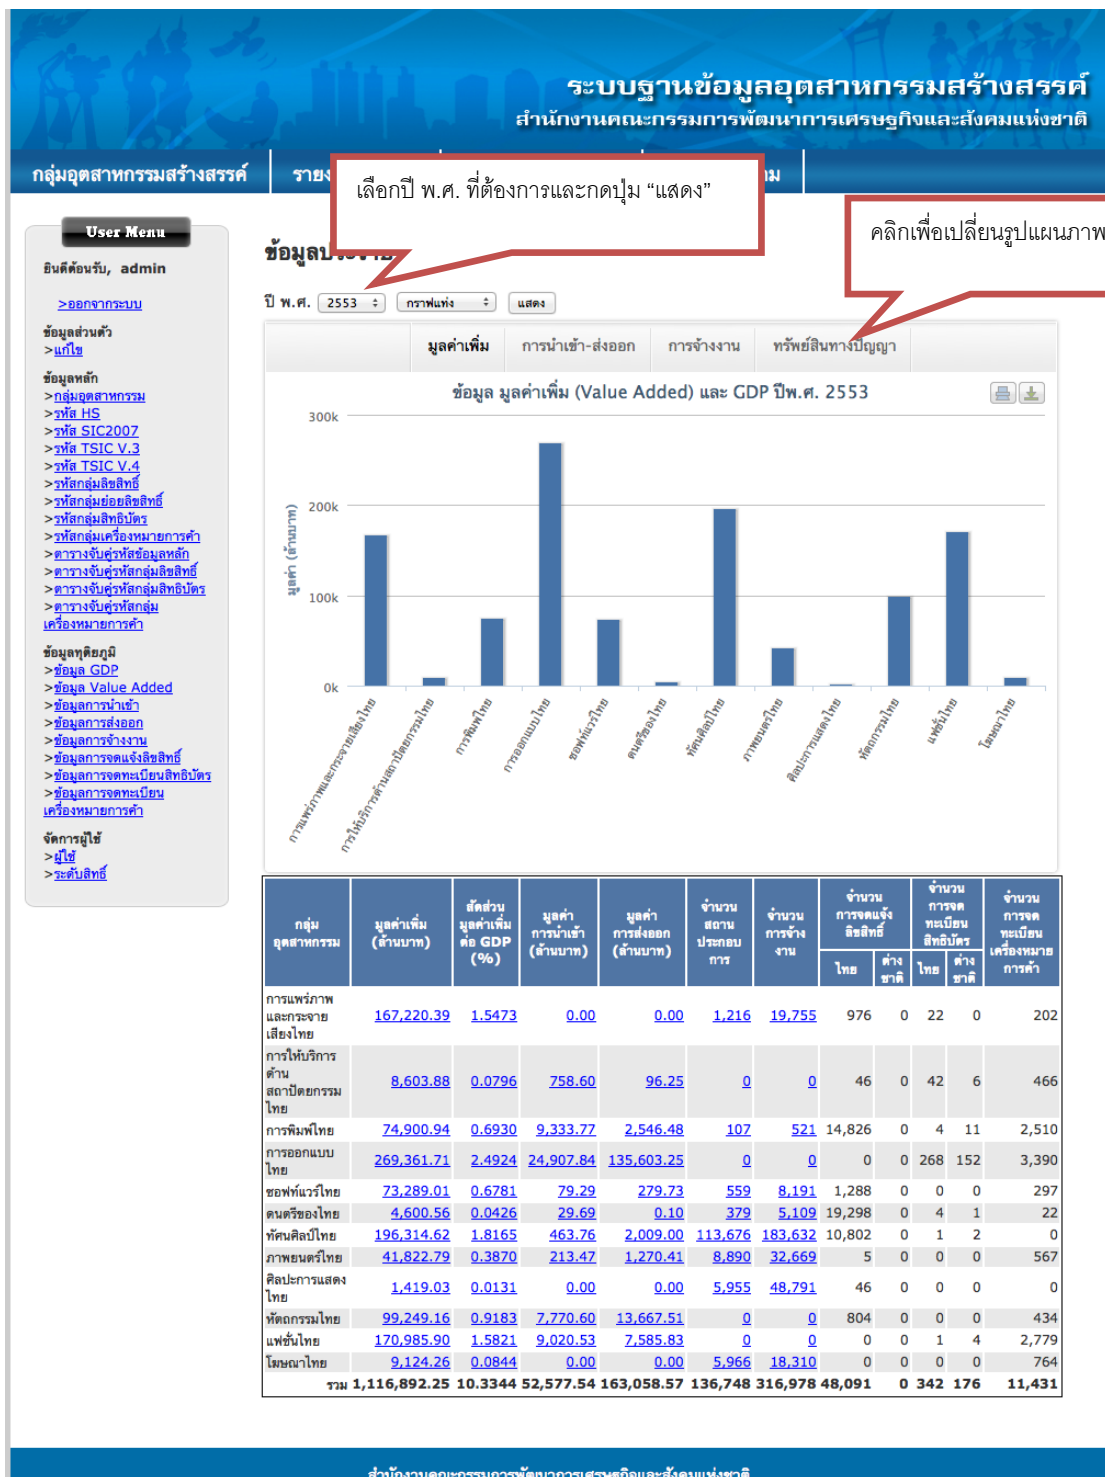 ระบบฐานข้อมูลอุตสาหกรรมสร้างสรรค์
สำนักงานคณะกรรมการพัฒนาการเศรษฐกิจและสังคมแห่งชาติ
กลุ่มอุตสาหกรรมสร้างสรรค์
เลือกปี พ.ศ. ที่ต้องการและกดปุ่ม “แสดง”
คลิกเพื่อเปลี่ยนรูปแผนภาพ
User Menu
ยินดีต้อนรับ, admin
>ออกจากระบบ
ข้อมูลส่วนตัว
>แก้ไข
ข้อมูลหลัก
>กลุ่มอุตสาหกรรม
>รหัส HS
>รหัส SIC2007
>รหัส TSIC V.3
>รหัส TSIC V.4
>รหัสกลุ่มลิขสิทธิ์
>รหัสกลุ่มย่อยลิขสิทธิ์
>รหัสกลุ่มสิทธิบัตร
>รหัสกลุ่มเครื่องหมายการค้า
>ตารางจับคู่รหัสข้อมูลหลัก
>ตารางจับคู่รหัสกลุ่มลิขสิทธิ์
>ตารางจับคู่รหัสกลุ่มสิทธิบัตร
>ตารางจับคู่รหัสกลุ่ม
เครื่องหมายการค้า
ข้อมูลทุติยภูมิ
>ข้อมูล GDP
>ข้อมูล Value Added
>ข้อมูลการนำเข้า
>ข้อมูลการส่งออก
>ข้อมูลการจ้างงาน
>ข้อมูลการจดแจ้งลิขสิทธิ์
>ข้อมูลการจดทะเบียนสิทธิบัตร
>ข้อมูลการจดทะเบียน
เครื่องหมายการค้า
จัดการผู้ใช้
>ผู้ใช้
>ระดับสิทธิ์
ปี พ.ศ. 2553 กราฟแท่ง แสดง
มูลค่าเพิ่ม การนำเข้า-ส่งออก การจ้างงาน ทรัพย์สินทางปัญญา
ข้อมูล มูลค่าเพิ่ม (Value Added) และ GDP ปีพ.ศ. 2553
มูลค่า (ล้านบาท)
300k
200k
100k
0k
การแพร่ภาพและกระจายเสียงไทย
การให้บริการด้านสถาปัตยกรรมไทย
การพิมพ์ไทย
การออกแบบไทย
ซอฟท์แวร์ไทย
ดนตรีของไทย
ทัศนศิลป์ไทย
ภาพยนตร์ไทย
ศิลปะการแสดงไทย
หัตถกรรมไทย
แฟชั่นไทย
โฆษณาไทย
กลุ่มอุตสาหกรรม มูลค่าเพิ่ม (ล้านบาท) สัดส่วนมูลค่าเพิ่มต่อ GDP (%) มูลค่าการนำเข้า (ล้านบาท) มูลค่าการส่งออก (ล้านบาท) จำนวนสถานประกอบการ จำนวนการจ้างงาน จำนวนการจดแจ้งลิขสิทธิ์ จำนวนการจดทะเบียนสิทธิบัตร จำนวนการจดทะเบียนเครื่องหมายการค้า
ไทย ต่างชาติ ไทย ต่างชาติ
การแพร่ภาพและกระจายเสียงไทย 167,220.39 1.5473 0.00 0.00 1,216 19,755 976 0 22 0 202
การให้บริการด้านสถาปัตยกรรมไทย 8,603.88 0.0796 758.60 96.25 0 0 46 0 42 6 466
การพิมพ์ไทย 74,900.94 0.6930 9,333.77 2,546.48 107 521 14,826 0 4 11 2,510
การออกแบบไทย 269,361.71 2.4924 24,907.84 135,603.25 0 0 0 0 268 152 3,390
ซอฟท์แวร์ไทย 73,289.01 0.6781 79.29 279.73 559 8,191 1,288 0 0 0 297
ดนตรีของไทย 4,600.56 0.0426 29.69 0.10 379 5,109 19,298 0 4 1 22
ทัศนศิลป์ไทย 196,314.62 1.8165 463.76 2,009.00 113,676 183,632 10,802 0 1 2 0
ภาพยนตร์ไทย 41,822.79 0.3870 213.47 1,270.41 8,890 32,669 5 0 0 0 567
ศิลปะการแสดงไทย 1,419.03 0.0131 0.00 0.00 5,955 48,791 46 0 0 0 0
หัตถกรรมไทย 99,249.16 0.9183 7,770.60 13,667.51 0 0 804 0 0 0 434
แฟชั่นไทย 170,985.90 1.5821 9,020.53 7,585.83 0 0 0 0 1 4 2,779
โฆษณาไทย 9,124.26 0.0844 0.00 0.00 5,966 18,310 0 0 0 0 764
รวม 1,116,892.25 10.3344 52,577.54 163,058.57 136,748 316,978 48,091 0 342 176 11,431
สำนักงานคณะกรรมการพัฒนาการเศรษฐกิจและสังคมแห่งชาติ